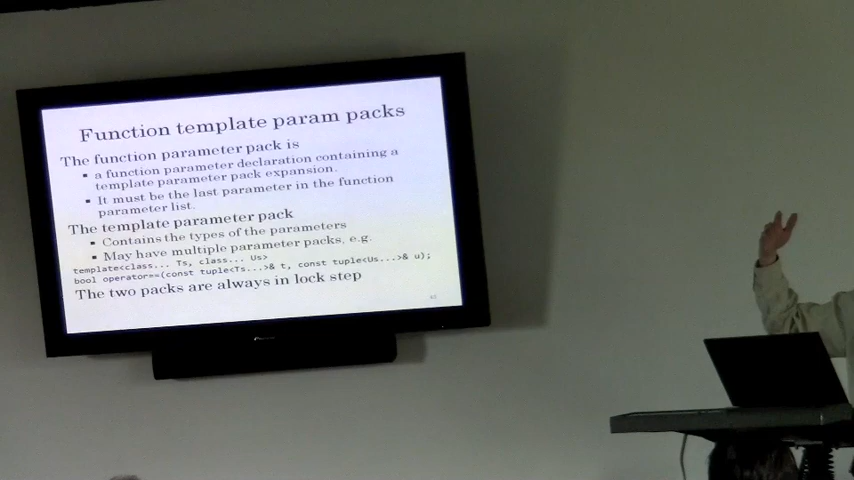 Function template param packs
The function parameter pack is
▪ a function parameter declaration containing a
template parameter pack expansion.
▪ It must be the last parameter in the function
parameter list.
The template parameter pack
▪ Contains the types of the parameters
▪ May have multiple parameter packs, e.g.
template<class... Ts, class... Us>
bool operator==(const tuple<Ts...>& t, const tuple<Us...>& u);
The two packs are always in lock step